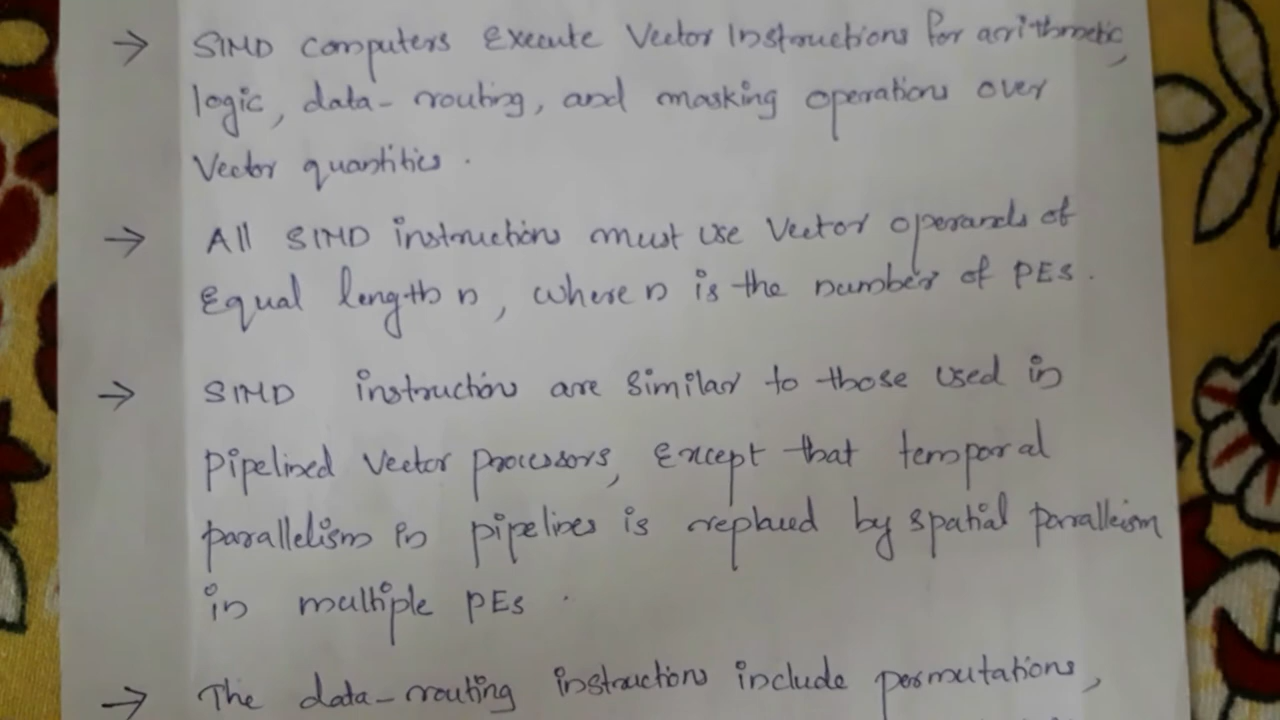 → SIMD computers Execute Vector Instructions for arrithmetic,
logic, data-routing, and masking operations over
Vector quantities.
→ All SIMD instructions must use Vector operands of
Equal length n, where n is the number of PEs.
→ SIMD instruction are Similar to those used in
pipelined Vector processors, Except that temporal
parallelism in pipelines is replaced by spatial parralleism
in multiple PEs.
→ The data-routing instructions include permutations,